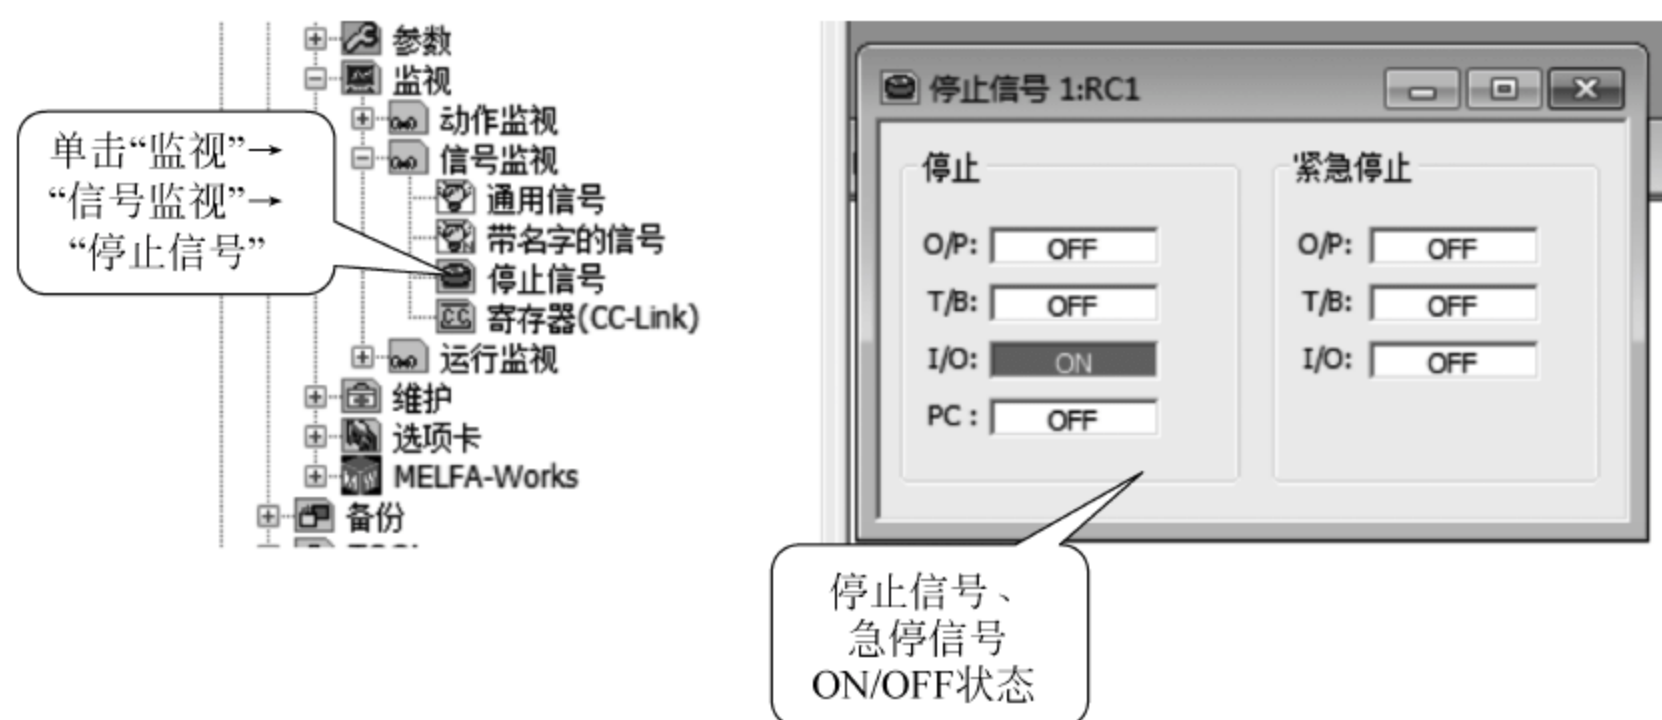 参数
监视
动作监视
信号监视
通用信号
带名字的信号
停止信号
寄存器(CC-Link)
运行监视
维护
选项卡
MELFA-Works
备份
单击“监视”→
“信号监视”→
“停止信号”
停止信号 1:RC1
停止
O/P: OFF
T/B: OFF
I/O: ON
PC : OFF
紧急停止
O/P: OFF
T/B: OFF
I/O: OFF
停止信号、
急停信号
ON/OFF状态